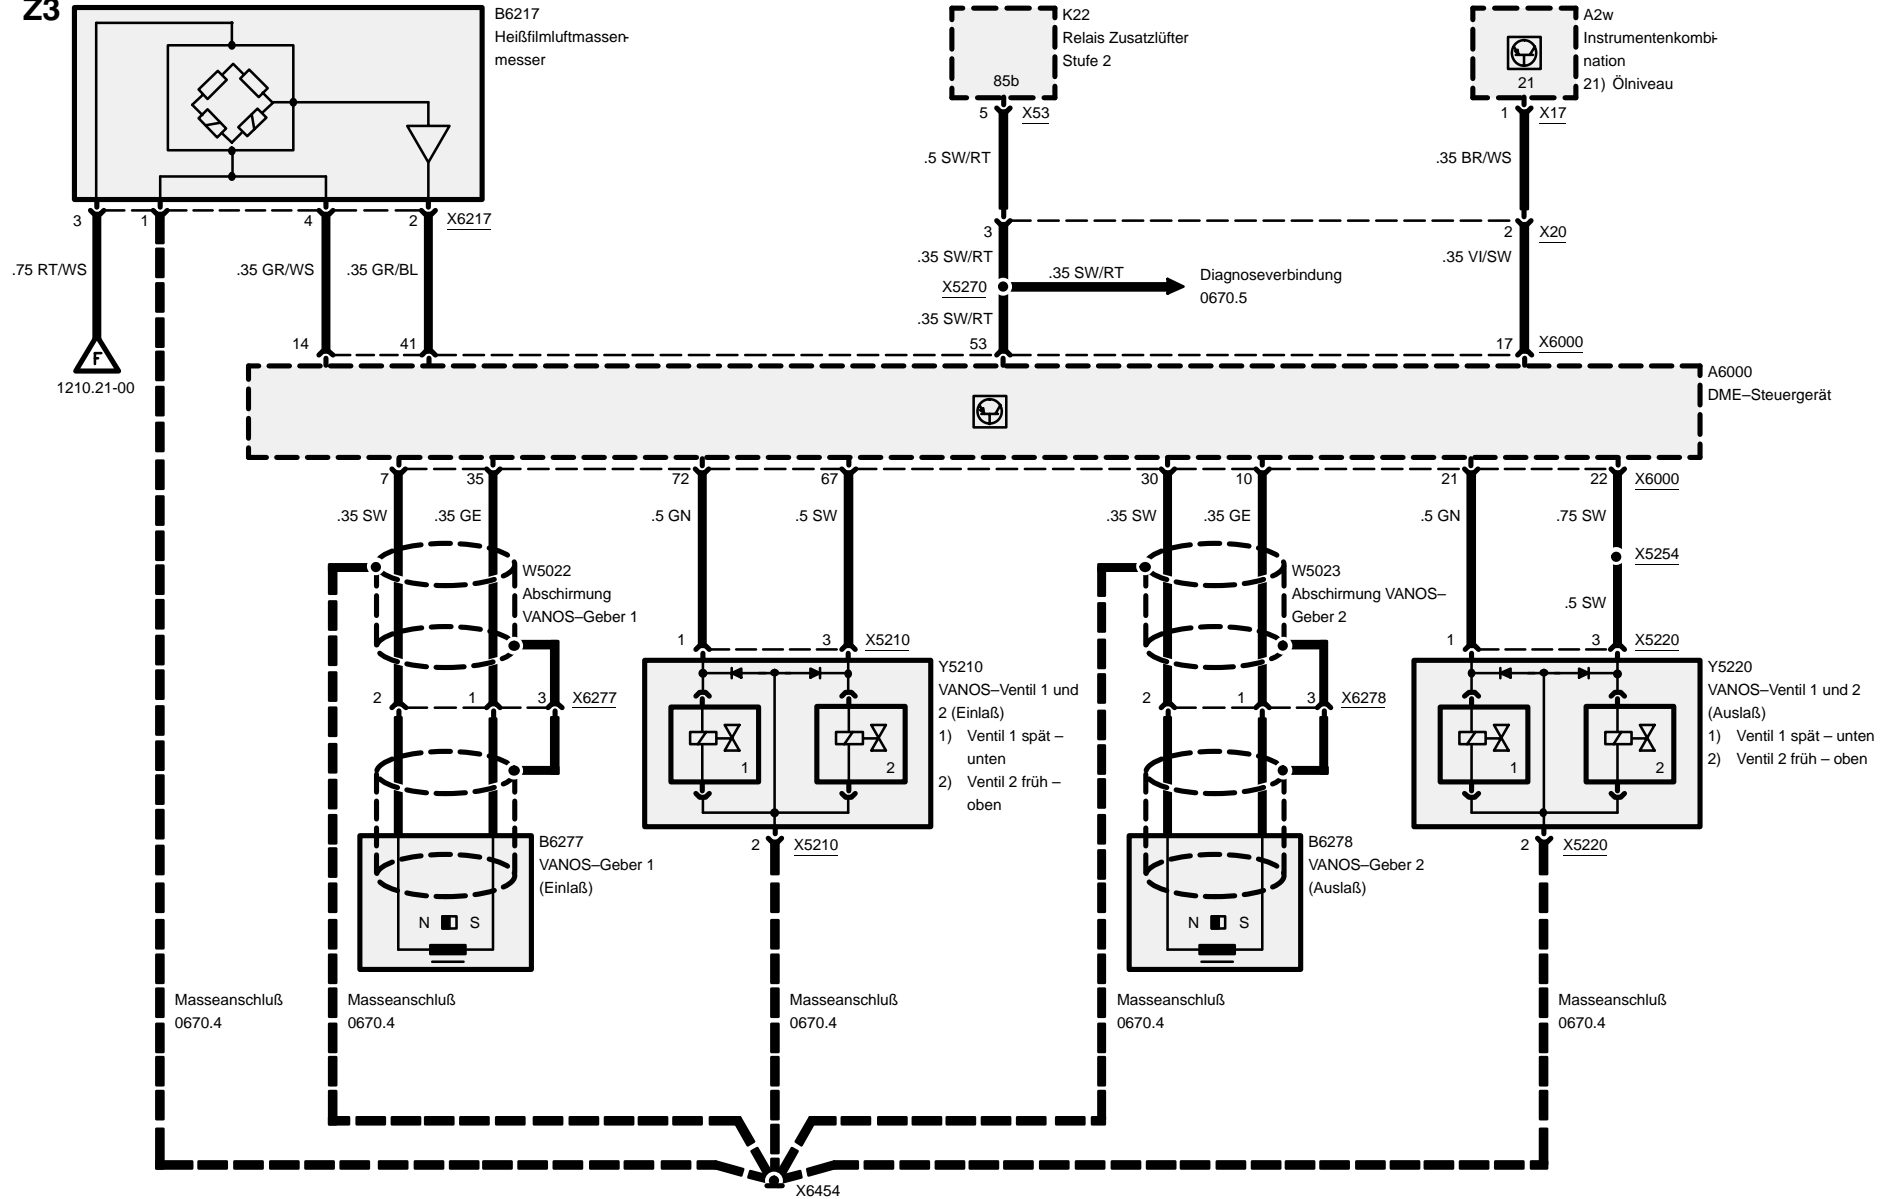 Z3
B6217
Heißfilmluftmassen-
messer
K22
Relais Zusatzlüfter
Stufe 2
85b
A2w
Instrumentenkombi-
nation
21) Ölniveau
21
5 X53
1 X17
.5 SW/RT
.35 BR/WS
3 1 4 2 X6217
3 2 X20
.75 RT/WS .35 GR/WS .35 GR/BL
.35 SW/RT
.35 VI/SW
.35 SW/RT
Diagnoseverbindung
0670.5
X5270
.35 SW/RT
14 41 53 17 X6000
F
1210.21-00
A6000
DME–Steuergerät
7 35 72 67 30 10 21 22 X6000
.35 SW .35 GE .5 GN .5 SW .35 SW .35 GE .5 GN .75 SW
X5254
W5022
Abschirmung
VANOS–Geber 1
W5023
Abschirmung VANOS–
Geber 2
.5 SW
1 3 X5210
1 3 X5220
Y5210
VANOS–Ventil 1 und
2 (Einlaß)
1) Ventil 1 spät –
unten
2) Ventil 2 früh –
oben
Y5220
VANOS–Ventil 1 und 2
(Auslaß)
1) Ventil 1 spät – unten
2) Ventil 2 früh – oben
2 1 3 X6277
2 1 3 X6278
1 2
1 2
2 X5210
2 X5220
B6277
VANOS–Geber 1
(Einlaß)
B6278
VANOS–Geber 2
(Auslaß)
N S
N S
Masseanschluß
0670.4
Masseanschluß
0670.4
Masseanschluß
0670.4
Masseanschluß
0670.4
Masseanschluß
0670.4
X6454